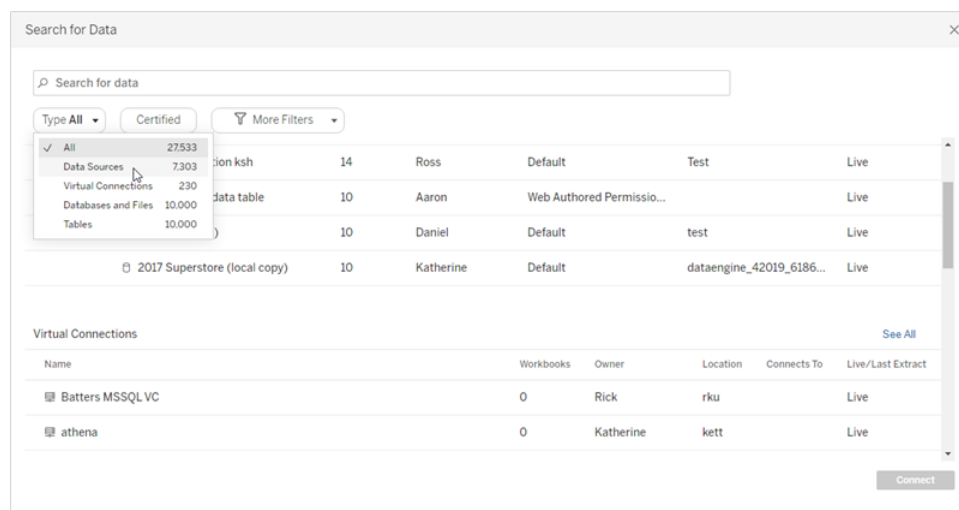 Search for Data
Search for data
Type All Certified More Filters
All 27,533
Data Sources 7,303
Virtual Connections 230
Databases and Files 10,000
Tables 10,000
tion ksh 14 Ross Default Test Live
data table 10 Aaron Web Authored Permissio... Live
) 10 Daniel Default test Live
2017 Superstore (local copy) 10 Katherine Default dataengine_42019_6186... Live
Virtual Connections See All
Name Workbooks Owner Location Connects To Live/Last Extract
Batters MSSQL VC 0 Rick rku Live
athena 0 Katherine kett Live
Connect